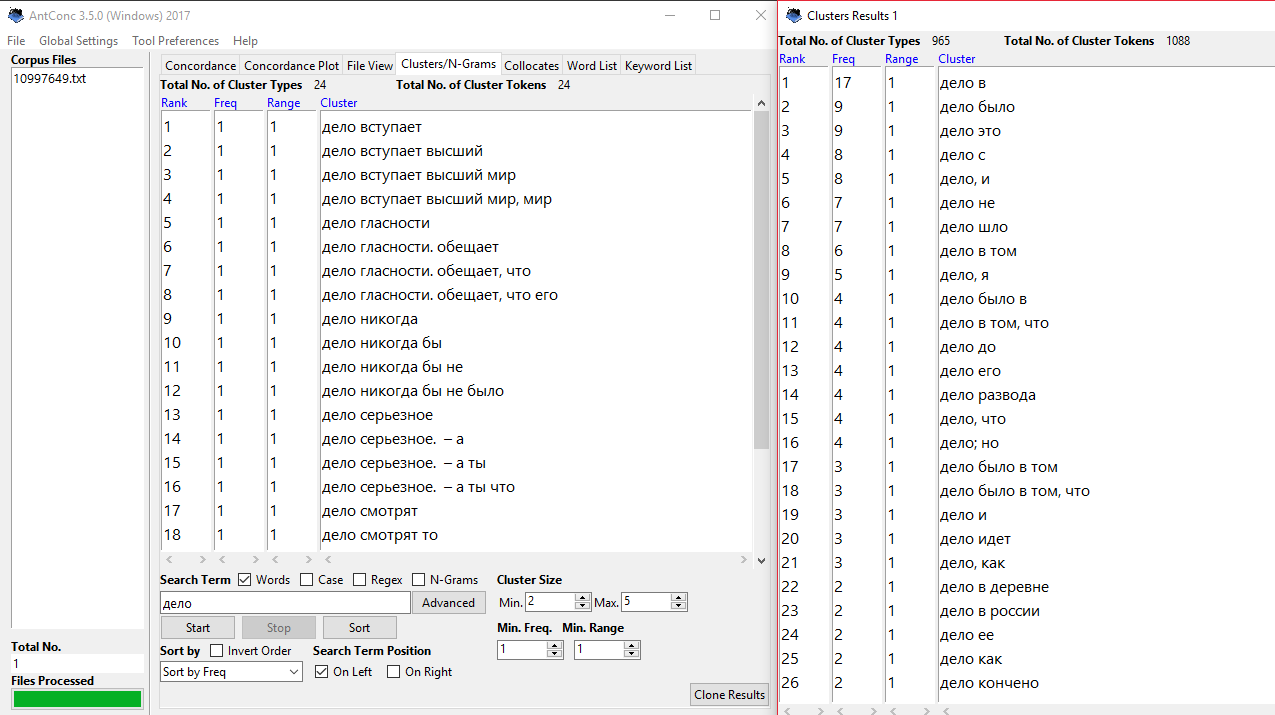 AntConc 3.5.0 (Windows) 2017
File Global Settings Tool Preferences Help
Corpus Files
10997649.txt
Total No.
1
Files Processed
Concordance Concordance Plot File View Clusters/N-Grams Collocates Word List Keyword List
Total No. of Cluster Types 24 Total No. of Cluster Tokens 24
Rank Freq Range Cluster
1 1 1 дело вступает
2 1 1 дело вступает высший
3 1 1 дело вступает высший мир
4 1 1 дело вступает высший мир, мир
5 1 1 дело гласности
6 1 1 дело гласности. обещает
7 1 1 дело гласности. обещает, что
8 1 1 дело гласности. обещает, что его
9 1 1 дело никогда
10 1 1 дело никогда бы
11 1 1 дело никогда бы не
12 1 1 дело никогда бы не было
13 1 1 дело серьезное
14 1 1 дело серьезное. – а
15 1 1 дело серьезное. – а ты
16 1 1 дело серьезное. – а ты что
17 1 1 дело смотрят
18 1 1 дело смотрят то
Search Term Words Case Regex N-Grams Cluster Size
дело Advanced Min. 2 Max. 5
Start Stop Sort Min. Freq. Min. Range
Sort by Invert Order Search Term Position 1 1
Sort by Freq On Left On Right
Clone Results
Clusters Results 1
Total No. of Cluster Types 965 Total No. of Cluster Tokens 1088
Rank Freq Range Cluster
1 17 1 дело в
2 9 1 дело было
3 9 1 дело это
4 8 1 дело с
5 8 1 дело, и
6 7 1 дело не
7 7 1 дело шло
8 6 1 дело в том
9 5 1 дело, я
10 4 1 дело было в
11 4 1 дело в том, что
12 4 1 дело до
13 4 1 дело его
14 4 1 дело развода
15 4 1 дело, что
16 4 1 дело; но
17 3 1 дело было в том
18 3 1 дело было в том, что
19 3 1 дело и
20 3 1 дело идет
21 3 1 дело, как
22 2 1 дело в деревне
23 2 1 дело в россии
24 2 1 дело ее
25 2 1 дело как
26 2 1 дело кончено